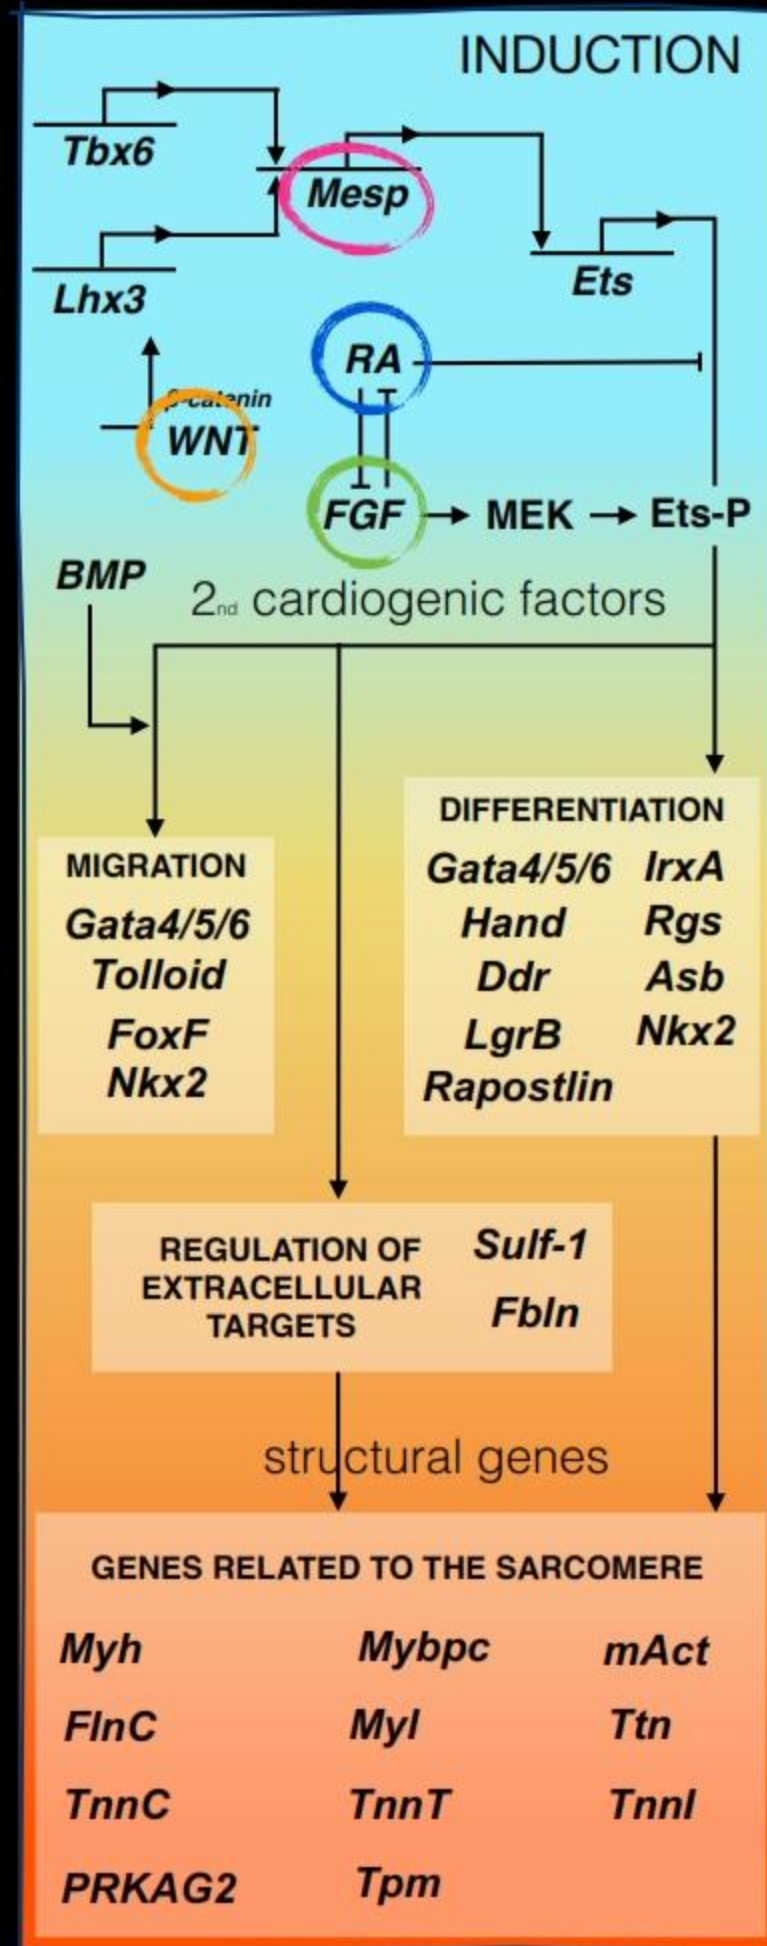 INDUCTION
Tbx6
Mesp
Lhx3
Ets
RA
β-catenin
WNT
FGF
MEK
Ets-P
BMP
2nd cardiogenic factors
DIFFERENTIATION
Gata4/5/6 IrxA
Hand Rgs
Ddr Asb
LgrB Nkx2
Rapostlin
MIGRATION
Gata4/5/6
Tolloid
FoxF
Nkx2
REGULATION OF
EXTRACELLULAR
TARGETS
Sulf-1
Fbln
structural genes
GENES RELATED TO THE SARCOMERE
Myh Mybpc mAct
FlnC Myl Ttn
TnnC TnnT TnnI
PRKAG2 Tpm